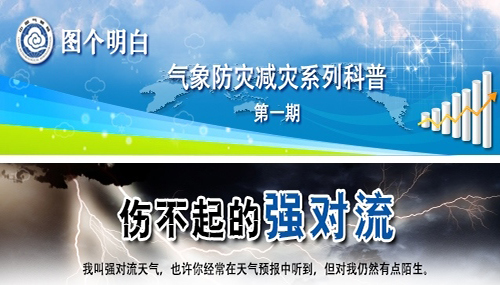 图个明白
气象防灾减灾系列科普
第一期
伤不起的强对流
我叫强对流天气，也许你经常在天气预报中听到，但对我仍然有点陌生。